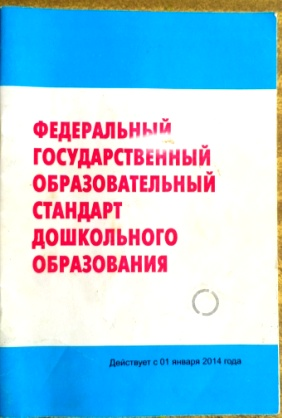 ФЕДЕРАЛЬНЫЙ
ГОСУДАРСТВЕННЫЙ
ОБРАЗОВАТЕЛЬНЫЙ
СТАНДАРТ
ДОШКОЛЬНОГО
ОБРАЗОВАНИЯ
Действует с 01 января 2014 года